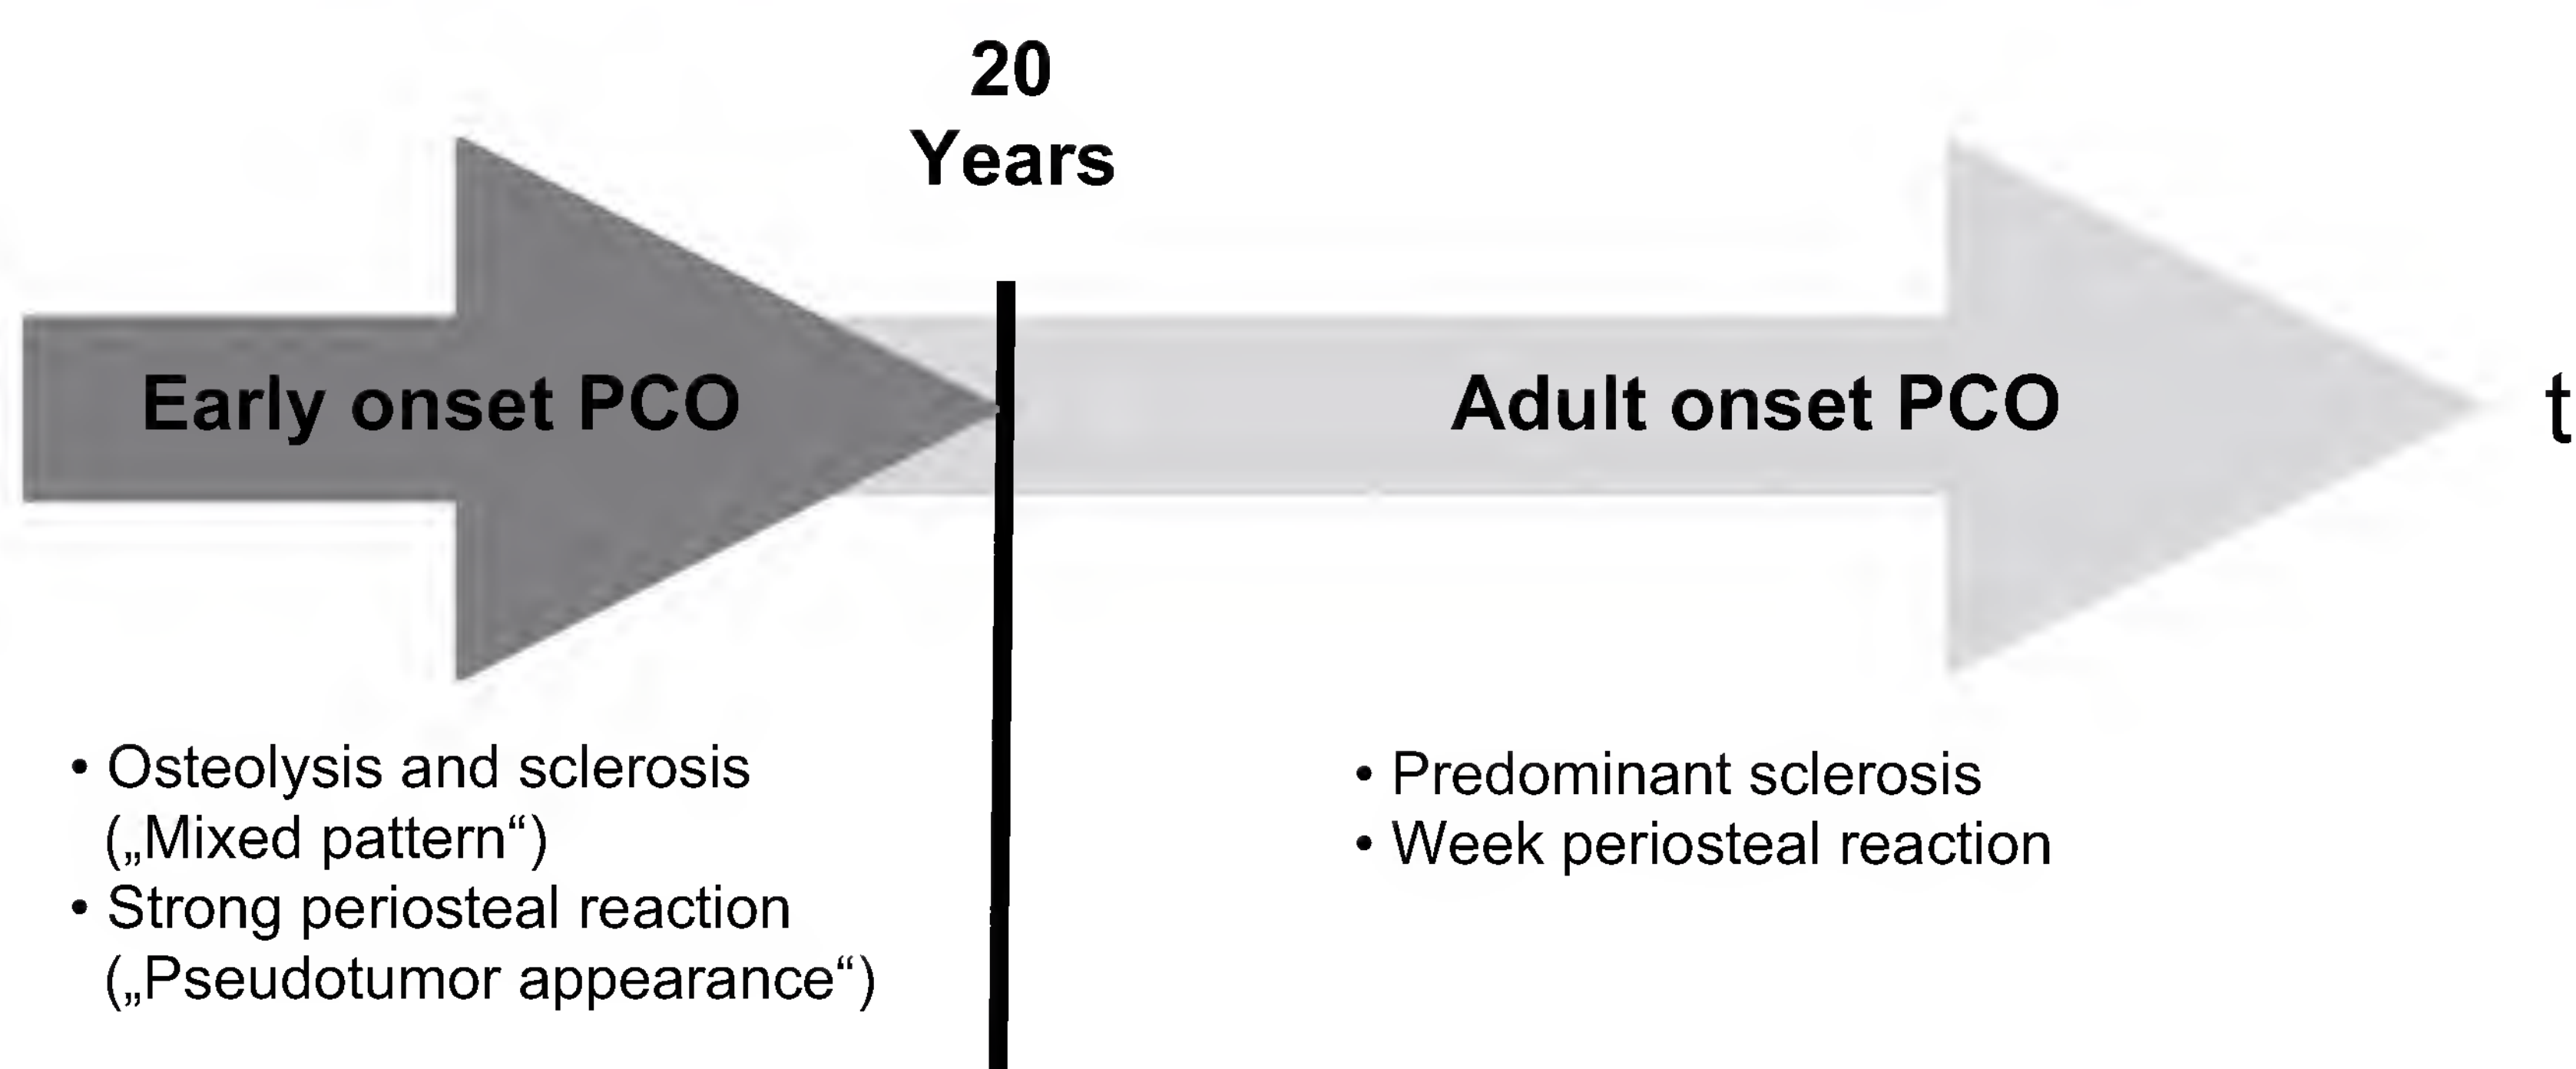 20
Years
Early onset PCO
Adult onset PCO
t
• Osteolysis and sclerosis
(„Mixed pattern“)
• Strong periosteal reaction
(„Pseudotumor appearance“)
• Predominant sclerosis
• Week periosteal reaction